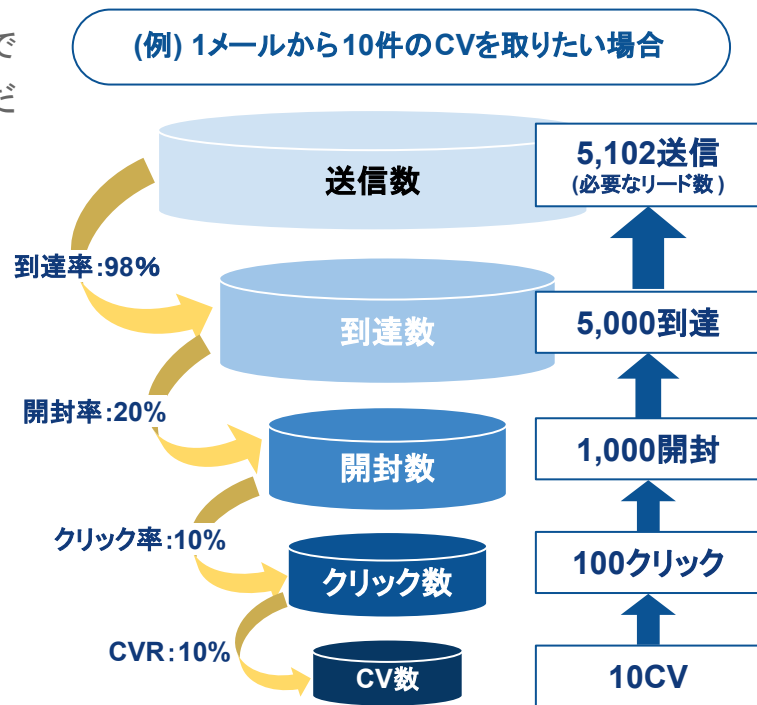 で
だ
(例) 1メールから10件のCVを取りたい場合
送信数
5,102送信
(必要なリード数)
到達率:98%
到達数
5,000到達
開封率:20%
開封数
1,000開封
クリック率:10%
クリック数
100クリック
CVR:10%
CV数
10CV